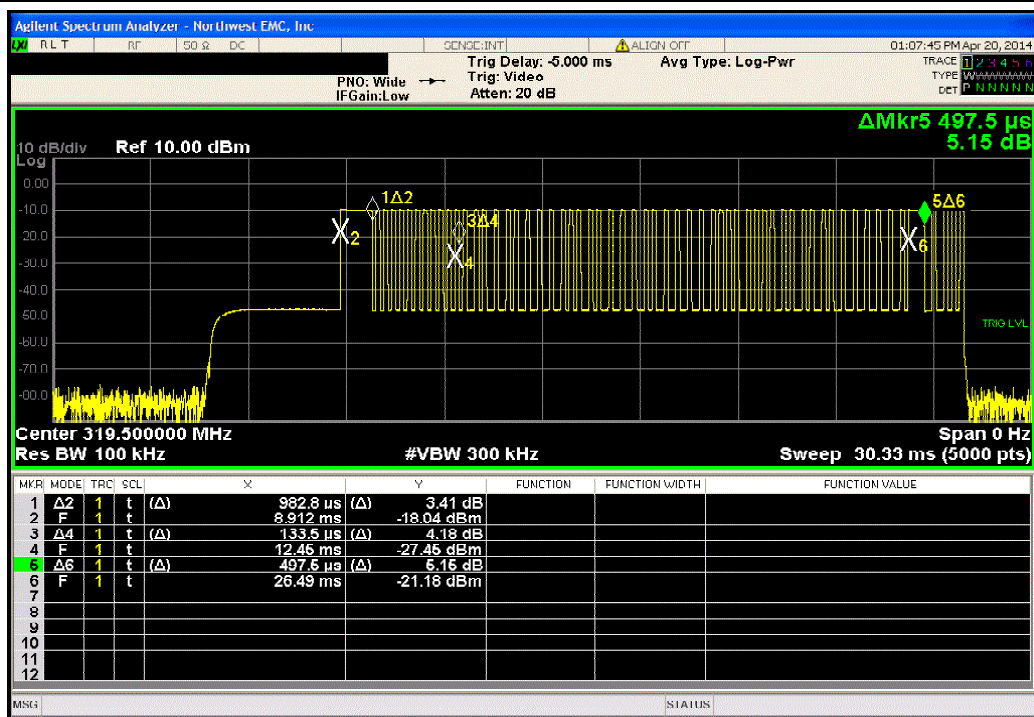 Agilent Spectrum Analyzer - Northwest EMC, Inc
LXI RLT RF 50 Ω DC SENSE:INT ALIGN OFF 01:07:45 PM Apr 20, 2014
Trig Delay: -5.000 ms Avg Type: Log-Pwr TRACE 1 2 3 4 5 6
PNO: Wide Trig: Video TYPE WWWWWW
IFGain:Low Atten: 20 dB DET P N N N N N
ΔMkr5 497.5 µs
5.15 dB
10 dB/div Ref 10.00 dBm
Log
0.00
-10.0
-20.0
-30.0
-40.0
-50.0
-60.0
-70.0
-80.0
1Δ2
3Δ4
5Δ6
X2
X4
X6
TRIG LVL
Center 319.500000 MHz Span 0 Hz
Res BW 100 kHz #VBW 300 kHz Sweep 30.33 ms (5000 pts)
MKR MODE TRC SCL X Y FUNCTION FUNCTION WIDTH FUNCTION VALUE
1 Δ2 1 t (Δ) 982.8 µs (Δ) 3.41 dB
2 F 1 t 8.912 ms -18.04 dBm
3 Δ4 1 t (Δ) 133.5 µs (Δ) 4.18 dB
4 F 1 t 12.45 ms -27.45 dBm
5 Δ6 1 t (Δ) 497.5 µs (Δ) 5.15 dB
6 F 1 t 26.49 ms -21.18 dBm
7
8
9
10
11
12
MSG STATUS